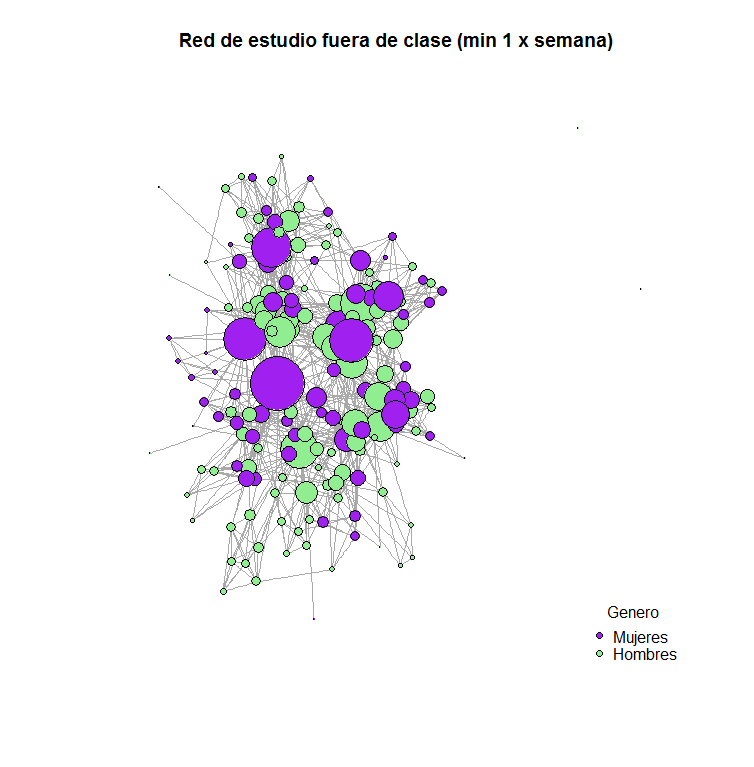 Red de estudio fuera de clase (min 1 x semana)
Genero
Mujeres
Hombres